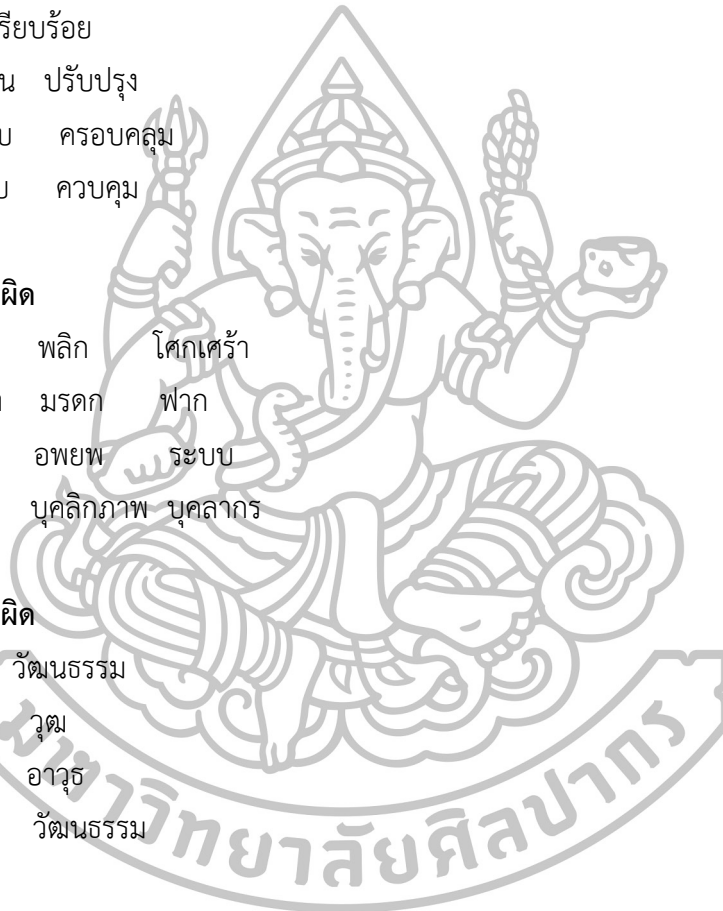 รียบร้อย
น ปรับปรุง
บ ครอบคลุม
บ ควบคุม
ผิด
พลิก โศกเศร้า
มรดก ฟาก
อพยพ ระบบ
บุคลิกภาพ บุคลากร
ผิด
วัฒนธรรม
วุฒ
อาวุธ
วัฒนธรรม
มหาวิทยาลัยศิลปากร